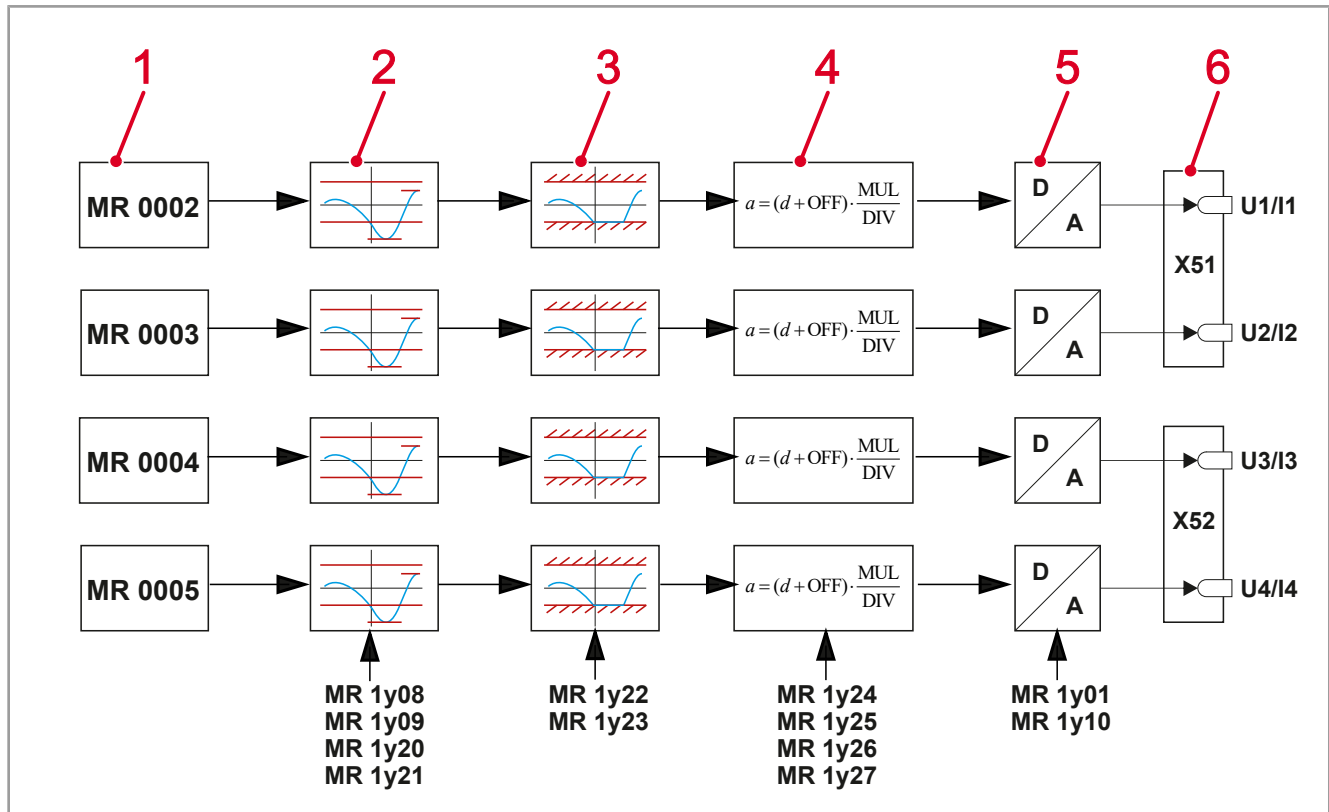 1 2 3 4 5 6
MR 0002 a = (d + OFF) · MUL/DIV D A U1/I1
X51
MR 0003 a = (d + OFF) · MUL/DIV D A U2/I2
MR 0004 a = (d + OFF) · MUL/DIV D A U3/I3
X52
MR 0005 a = (d + OFF) · MUL/DIV D A U4/I4
MR 1y08 MR 1y22 MR 1y24 MR 1y01
MR 1y09 MR 1y23 MR 1y25 MR 1y10
MR 1y20 MR 1y26
MR 1y21 MR 1y27